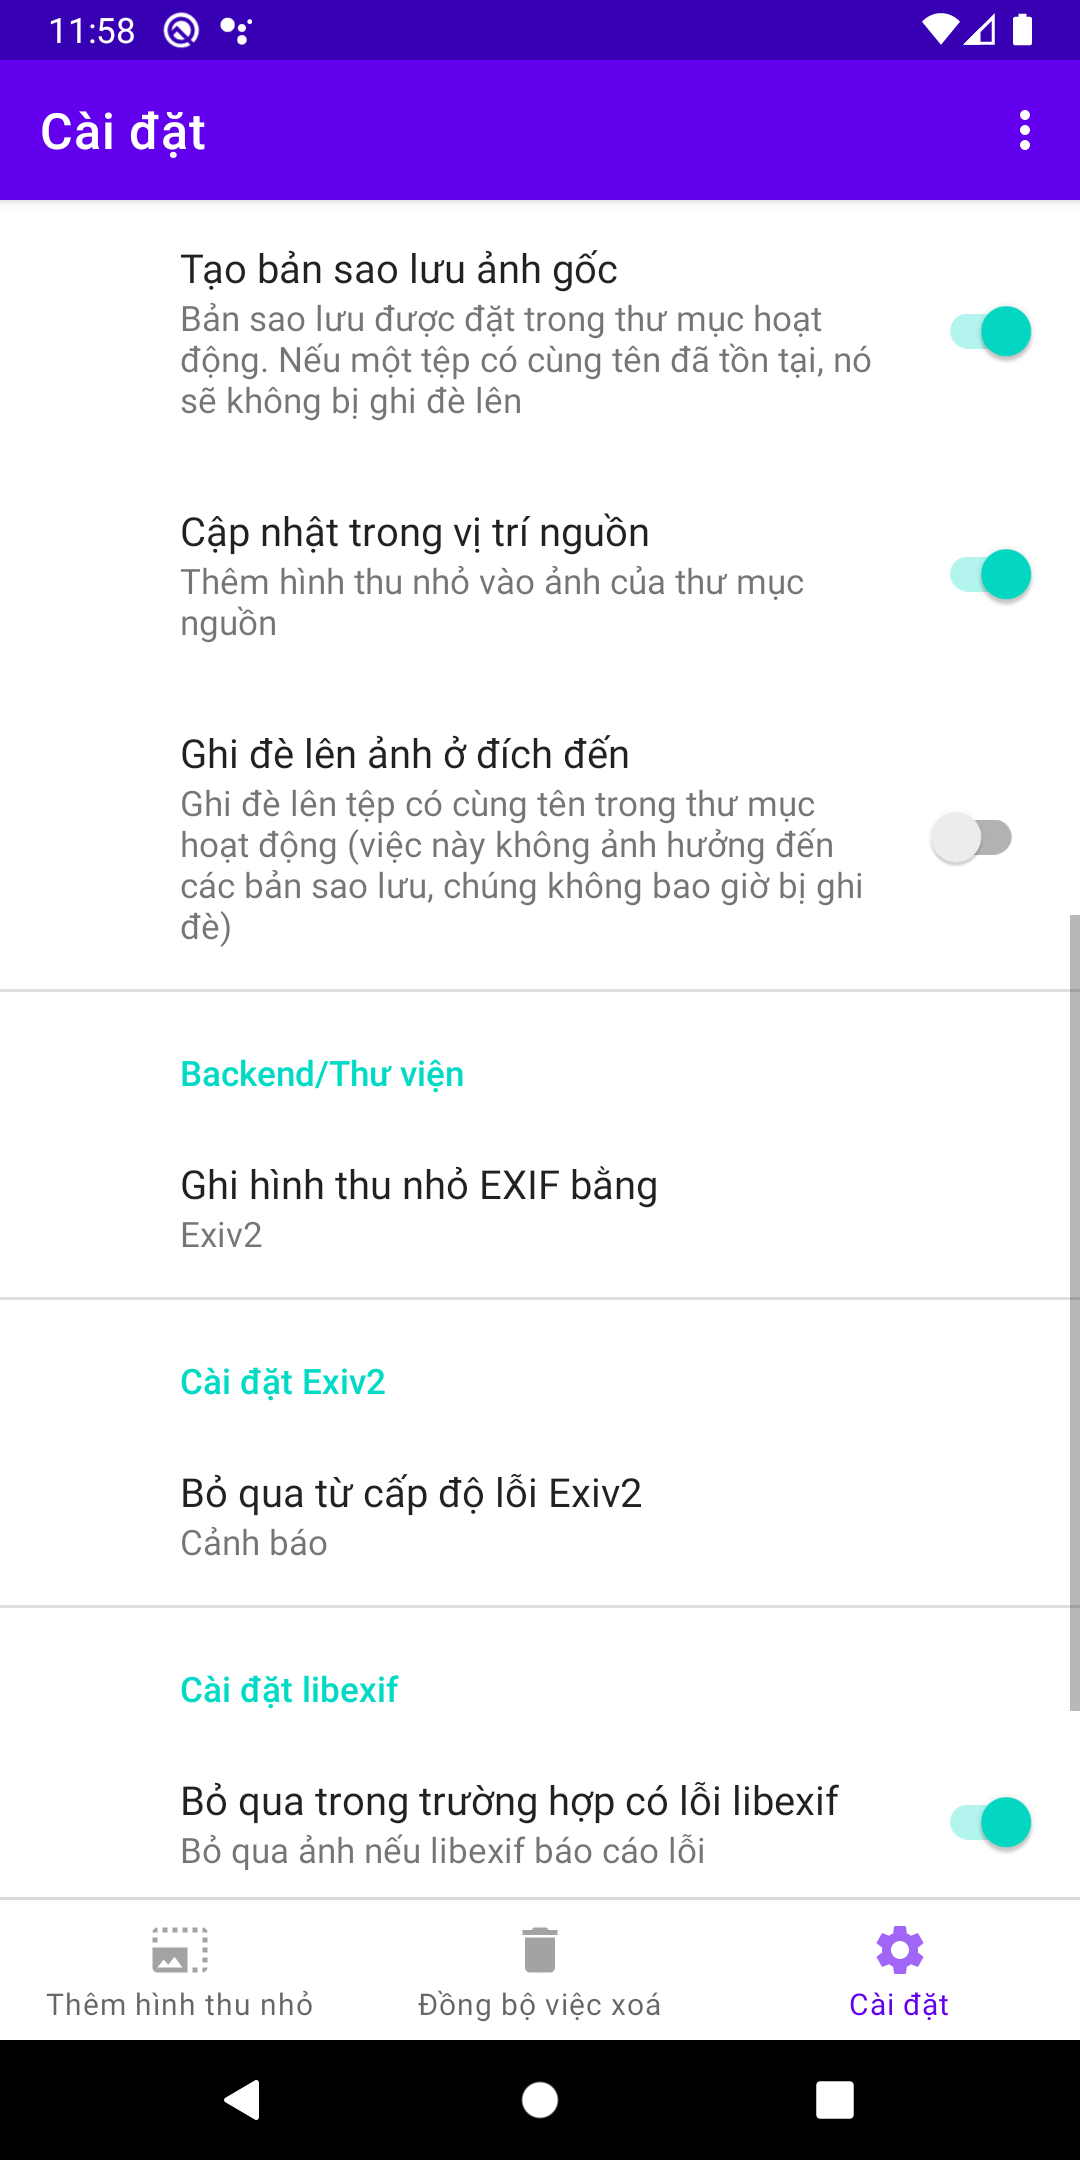 11:58
Cài đặt
Tạo bản sao lưu ảnh gốc
Bản sao lưu được đặt trong thư mục hoạt
động. Nếu một tệp có cùng tên đã tồn tại, nó
sẽ không bị ghi đè lên
Cập nhật trong vị trí nguồn
Thêm hình thu nhỏ vào ảnh của thư mục
nguồn
Ghi đè lên ảnh ở đích đến
Ghi đè lên tệp có cùng tên trong thư mục
hoạt động (việc này không ảnh hưởng đến
các bản sao lưu, chúng không bao giờ bị ghi
đè)
Backend/Thư viện
Ghi hình thu nhỏ EXIF bằng
Exiv2
Cài đặt Exiv2
Bỏ qua từ cấp độ lỗi Exiv2
Cảnh báo
Cài đặt libexif
Bỏ qua trong trường hợp có lỗi libexif
Bỏ qua ảnh nếu libexif báo cáo lỗi
Thêm hình thu nhỏ
Đồng bộ việc xoá
Cài đặt